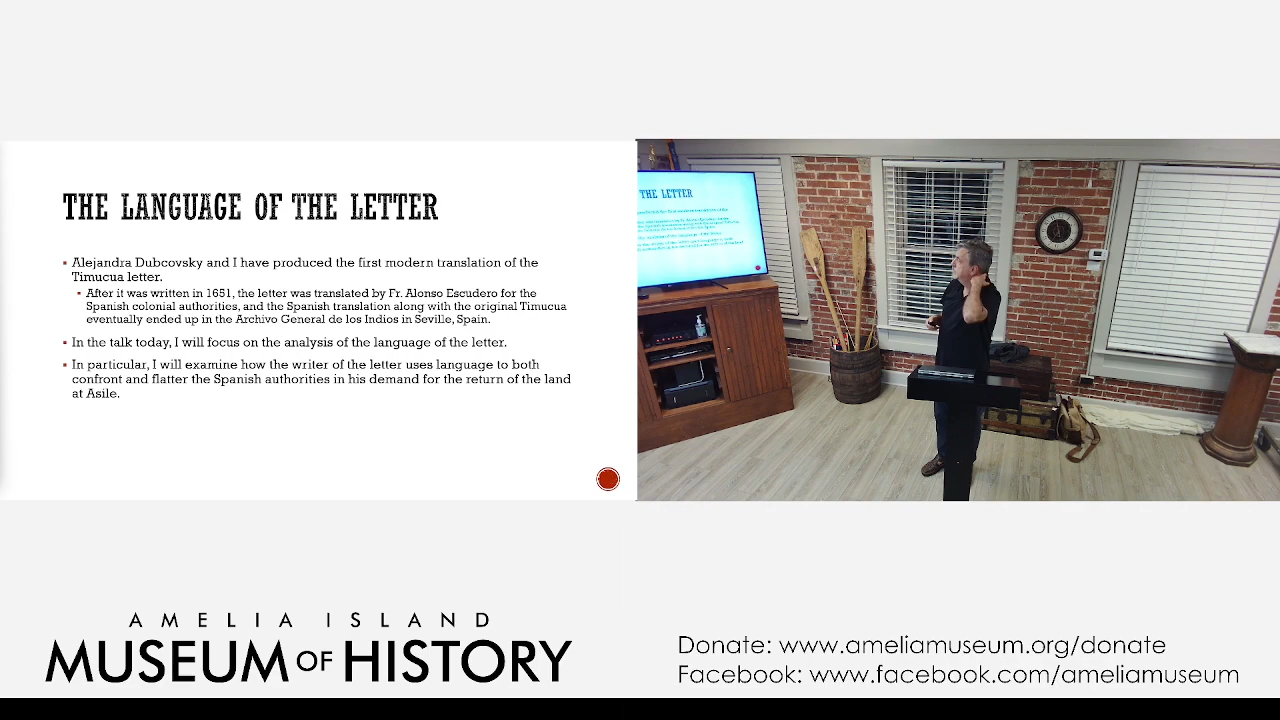 THE LANGUAGE OF THE LETTER
▪ Alejandra Dubcovsky and I have produced the first modern translation of the
Timucua letter.
▪ After it was written in 1651, the letter was translated by Fr. Alonso Escudero for the
Spanish colonial authorities, and the Spanish translation along with the original Timucua
eventually ended up in the Archivo General de los Indios in Seville, Spain.
▪ In the talk today, I will focus on the analysis of the language of the letter.
▪ In particular, I will examine how the writer of the letter uses language to both
confront and flatter the Spanish authorities in his demand for the return of the land
at Asile.
THE LETTER
AMELIA ISLAND
MUSEUM OF HISTORY
Donate: www.ameliamuseum.org/donate
Facebook: www.facebook.com/ameliamuseum